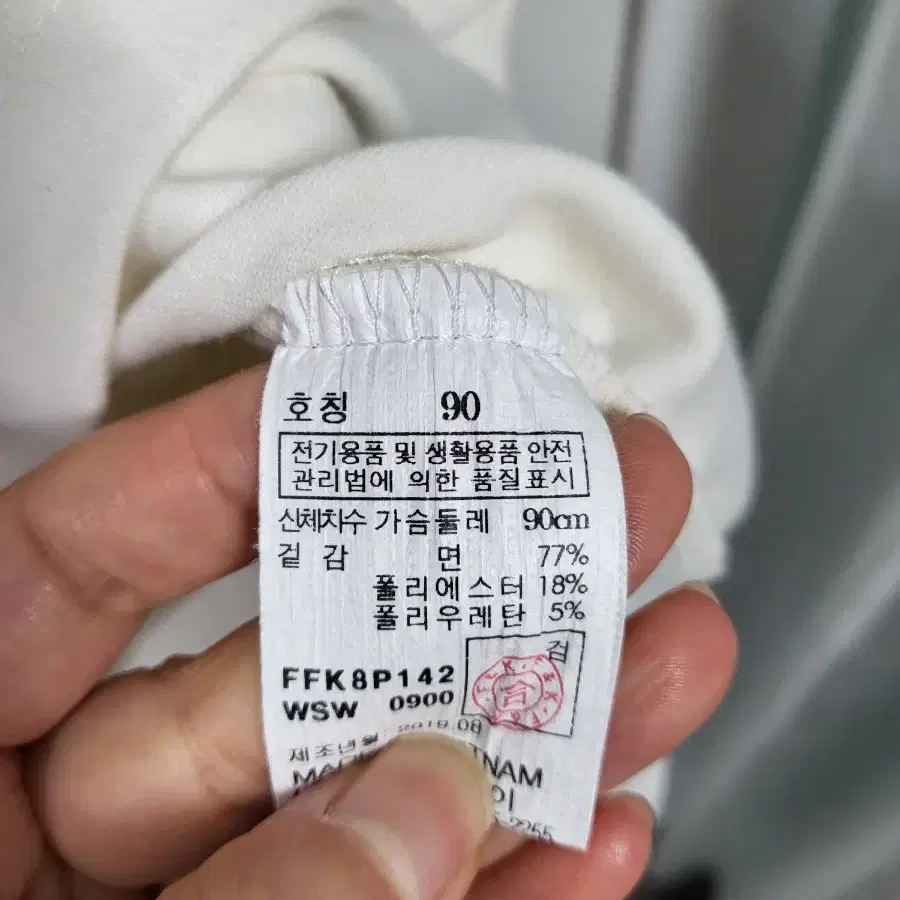 호칭 90
전기용품 및 생활용품 안전
관리법에 의한 품질표시
신체치수 가슴둘레 90cm
겉감 면 77%
폴리에스터 18%
폴리우레탄 5%
검
FFK8P142
WSW 0900
합
제조년월: 2019.08